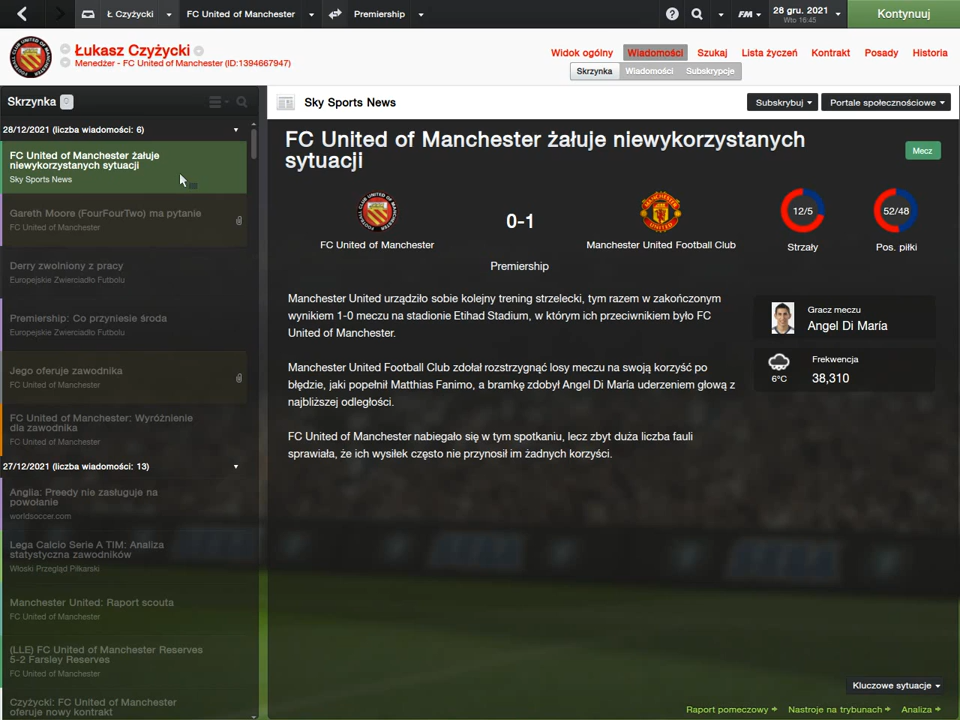 Ł Czyżycki
FC United of Manchester
Premiership
FM
28 gru. 2021
Wto 16:45
Kontynuuj
Łukasz Czyżycki
Menedżer - FC United of Manchester (ID:1394667947)
Widok ogólny
Wiadomości
Szukaj
Lista życzeń
Kontrakt
Posady
Historia
Skrzynka
Wiadomości
Subskrypcje
Skrzynka
Sky Sports News
Subskrybuj
Portale społecznościowe
28/12/2021 (liczba wiadomości: 6)
FC United of Manchester żałuje
niewykorzystanych sytuacji
Sky Sports News
Gareth Moore (FourFourTwo) ma pytanie
FC United of Manchester
Derry zwolniony z pracy
Europejskie Zwierciadło Futbolu
Premiership: Co przyniesie środa
Europejskie Zwierciadło Futbolu
Jego oferuje zawodnika
FC United of Manchester
FC United of Manchester: Wyróżnienie
dla zawodnika
FC United of Manchester
27/12/2021 (liczba wiadomości: 13)
Anglia: Preedy nie zasługuje na
powołanie
worldsoccer.com
Lega Calcio Serie A TIM: Analiza
statystyczna zawodników
Włoski Przegląd Piłkarski
Manchester United: Raport scouta
FC United of Manchester
(LLE) FC United of Manchester Reserves
5-2 Farsley Reserves
FC United of Manchester
Czyżycki: FC United of Manchester
oferuje nowy kontrakt
FC United of Manchester żałuje niewykorzystanych
sytuacji
Mecz
0-1
FC United of Manchester
Manchester United Football Club
Premiership
12/5
Strzały
52/48
Pos. piłki
Manchester United urządziło sobie kolejny trening strzelecki, tym razem w zakończonym
wynikiem 1-0 meczu na stadionie Etihad Stadium, w którym ich przeciwnikiem było FC
United of Manchester.
Manchester United Football Club zdołał rozstrzygnąć losy meczu na swoją korzyść po
błędzie, jaki popełnił Matthias Fanimo, a bramkę zdobył Angel Di María uderzeniem głową z
najbliższej odległości.
FC United of Manchester nabiegało się w tym spotkaniu, lecz zbyt duża liczba fauli
sprawiała, że ich wysiłek często nie przynosił im żadnych korzyści.
Gracz meczu
Angel Di María
6°C
Frekwencja
38,310
Kluczowe sytuacje
Raport pomeczowy
Nastroje na trybunach
Analiza